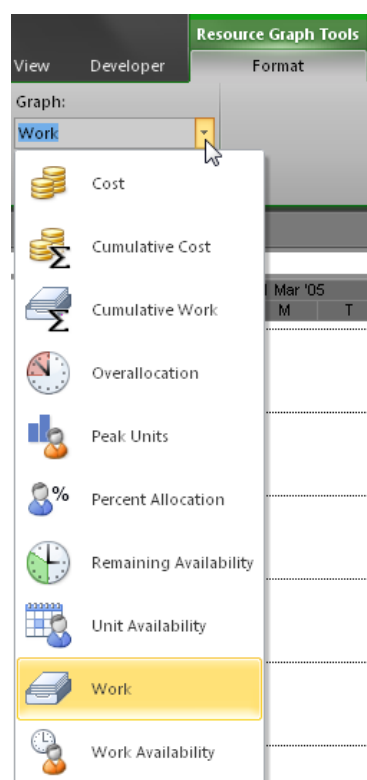 Resource Graph Tools
View Developer Format
Graph:
Work
Cost
Cumulative Cost
Cumulative Work
Mar '05
M T
Overallocation
Peak Units
% Percent Allocation
Remaining Availability
Unit Availability
Work
Work Availability